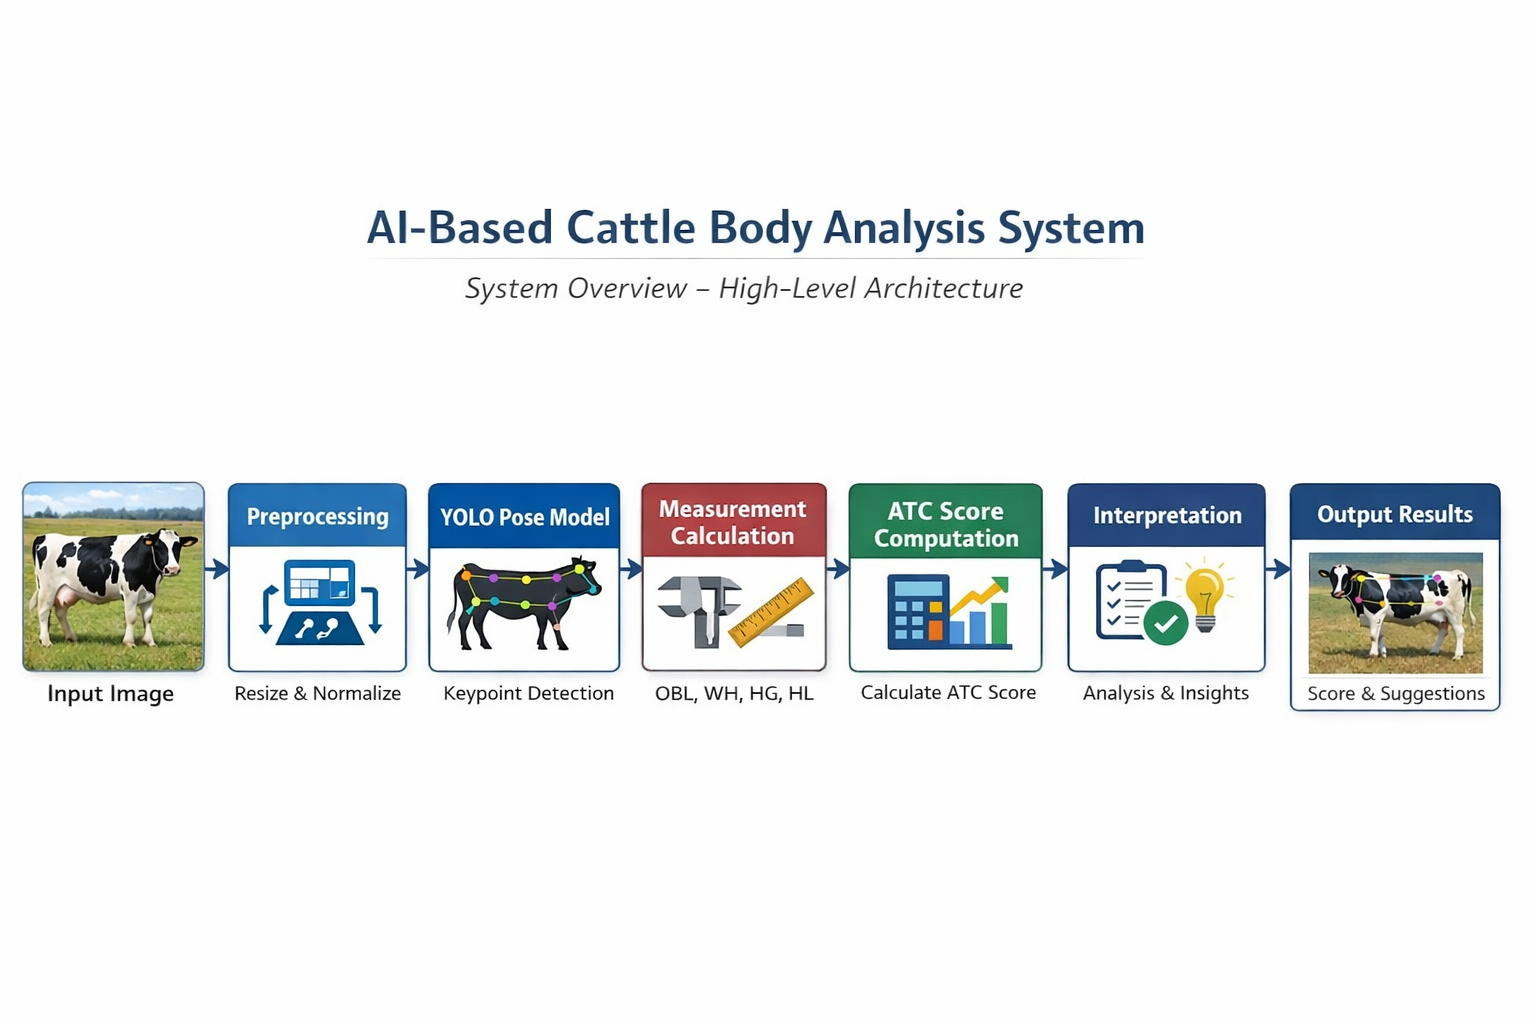 AI-Based Cattle Body Analysis System
System Overview – High-Level Architecture
Preprocessing
YOLO Pose Model
Measurement
Calculation
ATC Score
Computation
Interpretation
Output Results
Input Image
Resize & Normalize
Keypoint Detection
OBL, WH, HG, HL
Calculate ATC Score
Analysis & Insights
Score & Suggestions